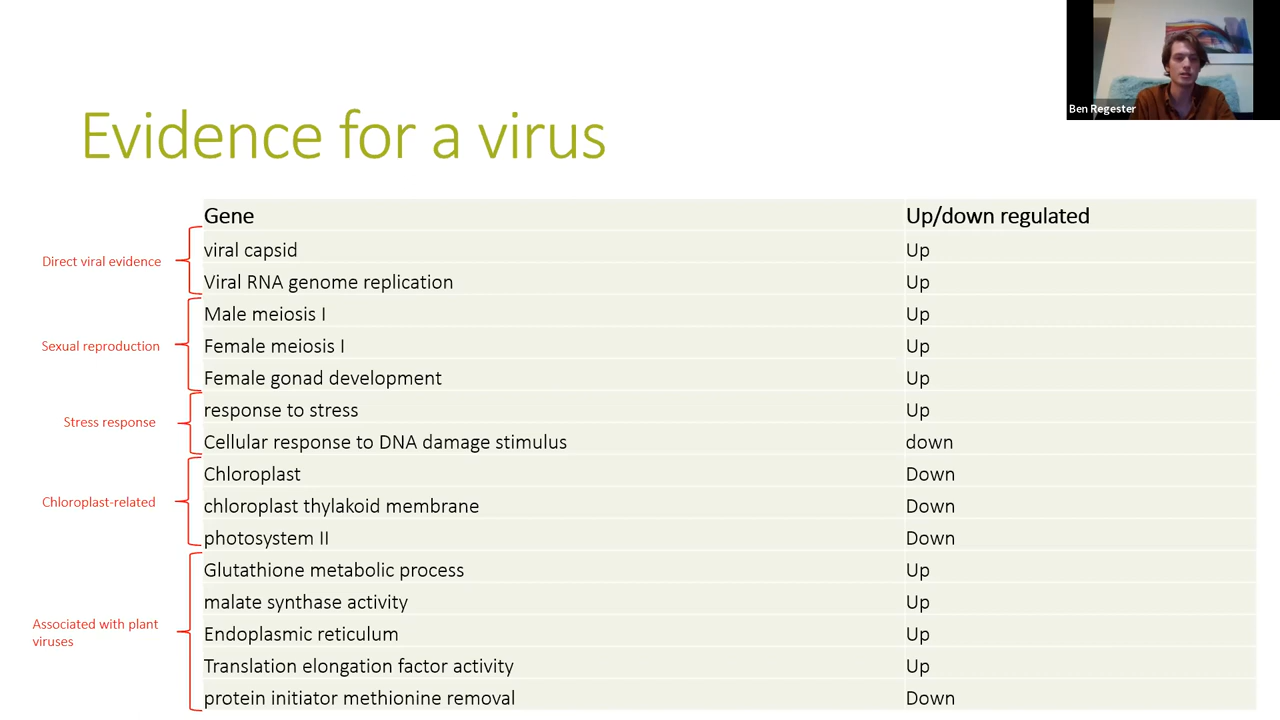 Ben Regester
Evidence for a virus
Gene Up/down regulated
Direct viral evidence
viral capsid Up
Viral RNA genome replication Up
Sexual reproduction
Male meiosis I Up
Female meiosis I Up
Female gonad development Up
Stress response
response to stress Up
Cellular response to DNA damage stimulus down
Chloroplast-related
Chloroplast Down
chloroplast thylakoid membrane Down
photosystem II Down
Associated with plant
viruses
Glutathione metabolic process Up
malate synthase activity Up
Endoplasmic reticulum Up
Translation elongation factor activity Up
protein initiator methionine removal Down